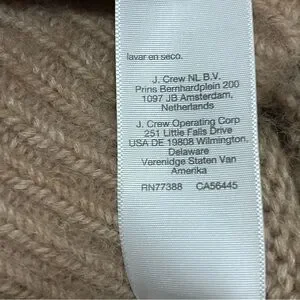 lavar en seco.
J. Crew NL B.V.
Prins Bernhardplein 200
1097 JB Amsterdam,
Netherlands
J. Crew Operating Corp
251 Little Falls Drive
USA DE 19808 Wilmington,
Delaware
Verenidge Staten Van
Amerika
RN77388 CA56445